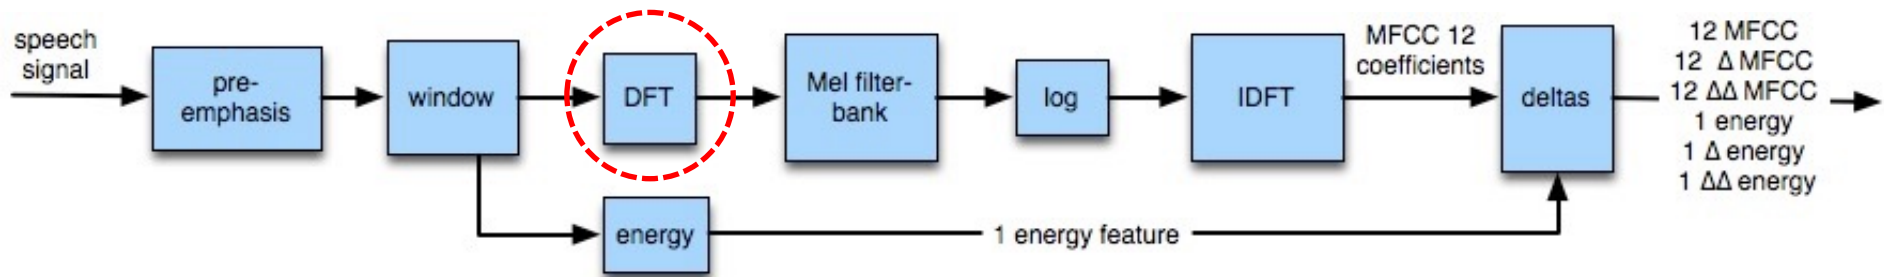 speech
signal
pre-
emphasis
window
DFT
Mel filter-
bank
log
IDFT
MFCC 12
coefficients
deltas
12 MFCC
12 Δ MFCC
12 ΔΔ MFCC
1 energy
1 Δ energy
1 ΔΔ energy
energy
1 energy feature